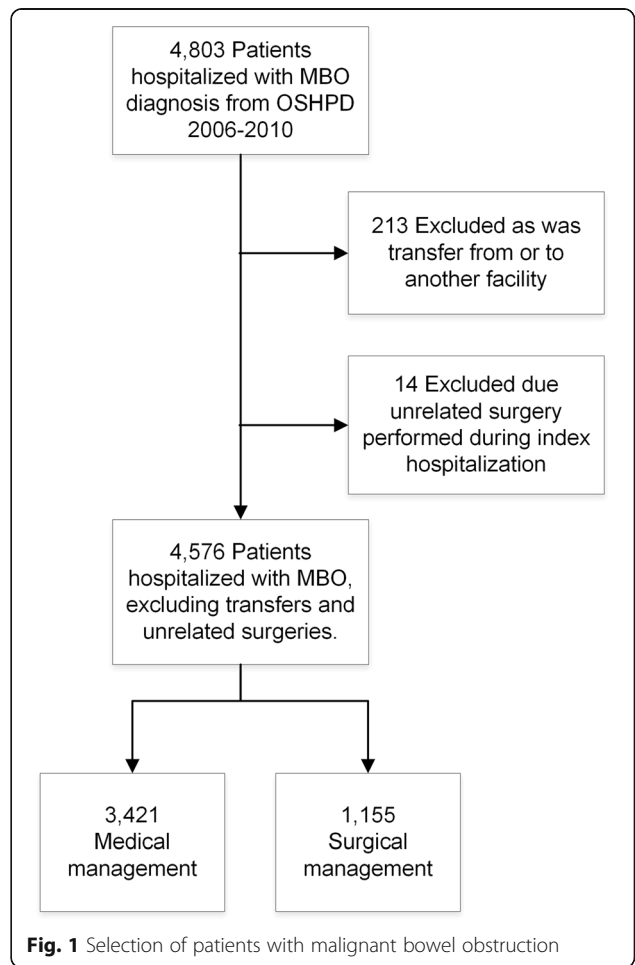 4,803 Patients
hospitalized with MBO
diagnosis from OSHPD
2006-2010
213 Excluded as was
transfer from or to
another facility
14 Excluded due
unrelated surgery
performed during index
hospitalization
4,576 Patients
hospitalized with MBO,
excluding transfers and
unrelated surgeries.
3,421
Medical
management
1,155
Surgical
management
Fig. 1 Selection of patients with malignant bowel obstruction